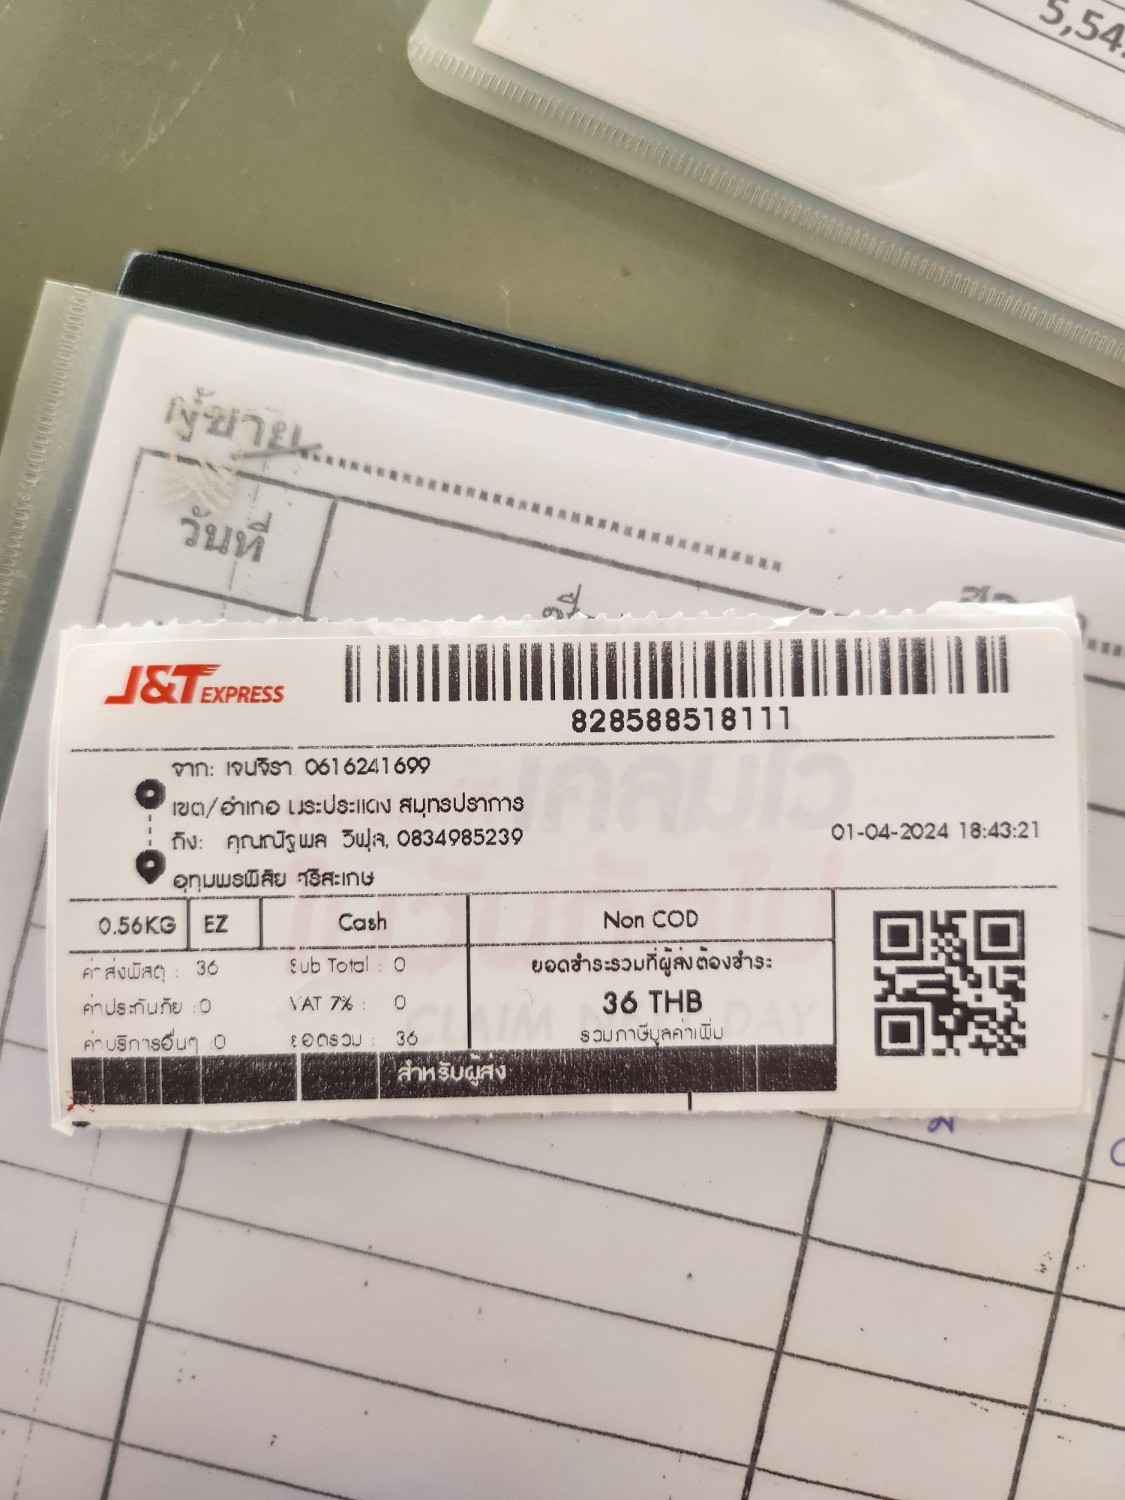 5,54
ผู้ขาย
วันที่
J&T EXPRESS
828588518111
จาก: เจนจิรา 0616241699
เขต/อำเภอ พระประแดง สมุทรปราการ
ถึง: คุณณัฐพล วิฟุล, 0834985239
01-04-2024 18:43:21
อุทุมพรพิสัย ศรีสะเกษ
0.56KG EZ Cash Non COD
ค่าส่งพัสดุ : 36 Sub Total : 0 ยอดชำระรวมที่ผู้ส่งต้องชำระ
ค่าประกันภัย :0 VAT 7% : 0 36 THB
ค่าบริการอื่นๆ :0 ยอดรวม : 36 รวมภาษีมูลค่าเพิ่ม
สำหรับผู้ส่ง